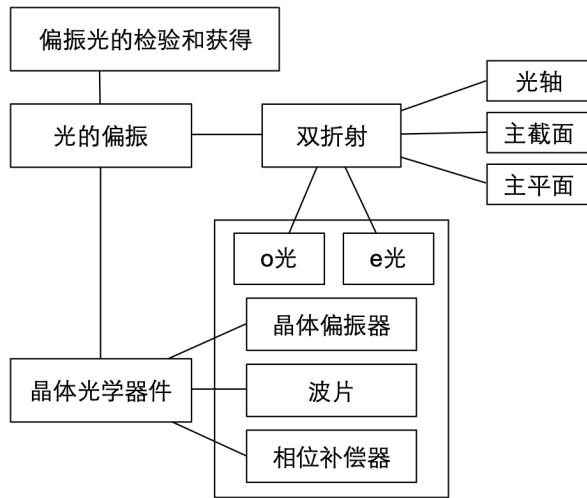 偏振光的检验和获得
光的偏振
双折射
光轴
主截面
主平面
o光
e光
晶体光学器件
晶体偏振器
波片
相位补偿器